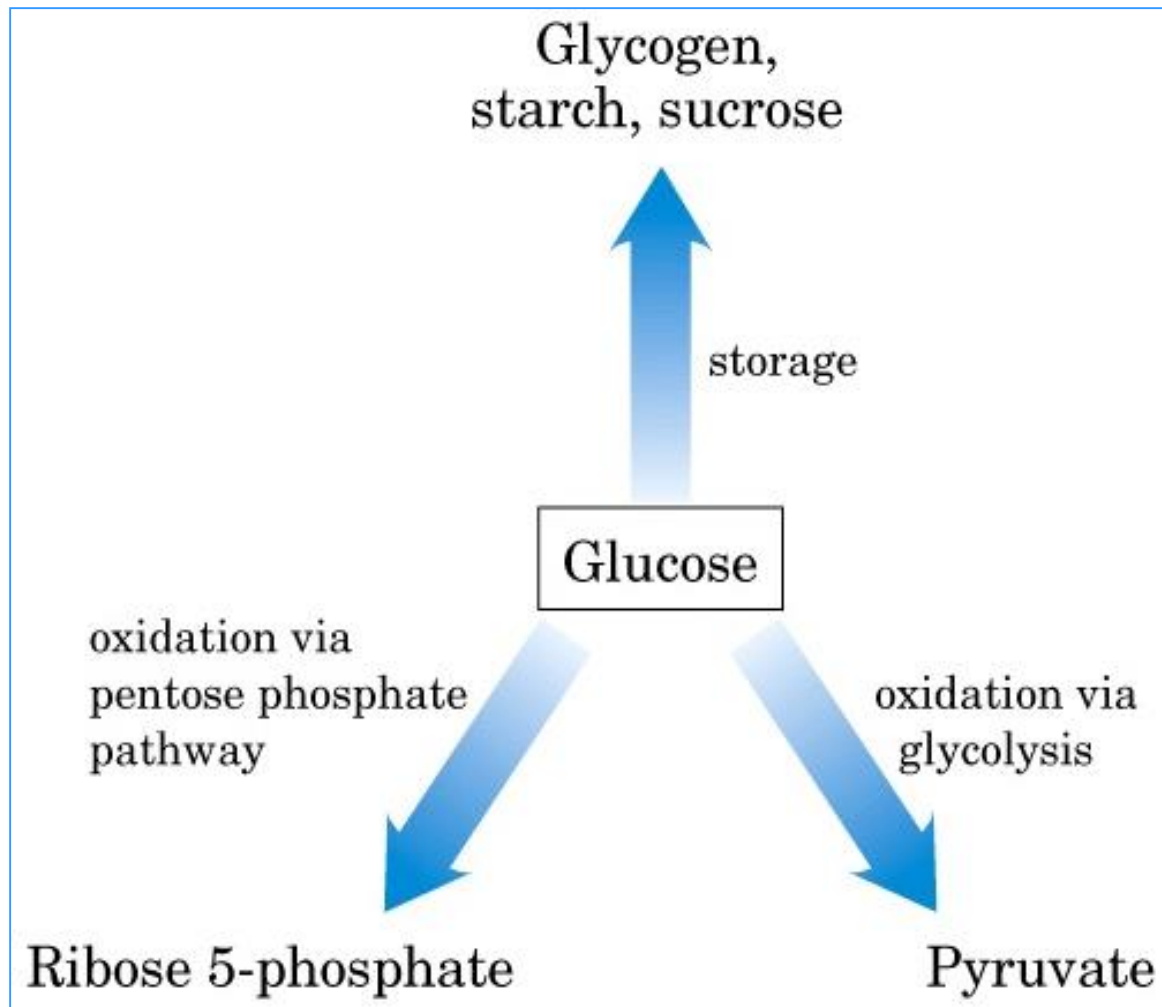 Glycogen,
starch, sucrose
storage
Glucose
oxidation via
pentose phosphate
pathway
oxidation via
glycolysis
Ribose 5-phosphate
Pyruvate